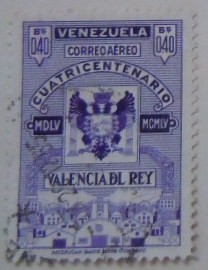 Bs VENEZUELA Bs
0,40 CORREO AÉREO 0,40
CUATRICENTENARIO
MDLV MCMLV
VALENCIA DL REY